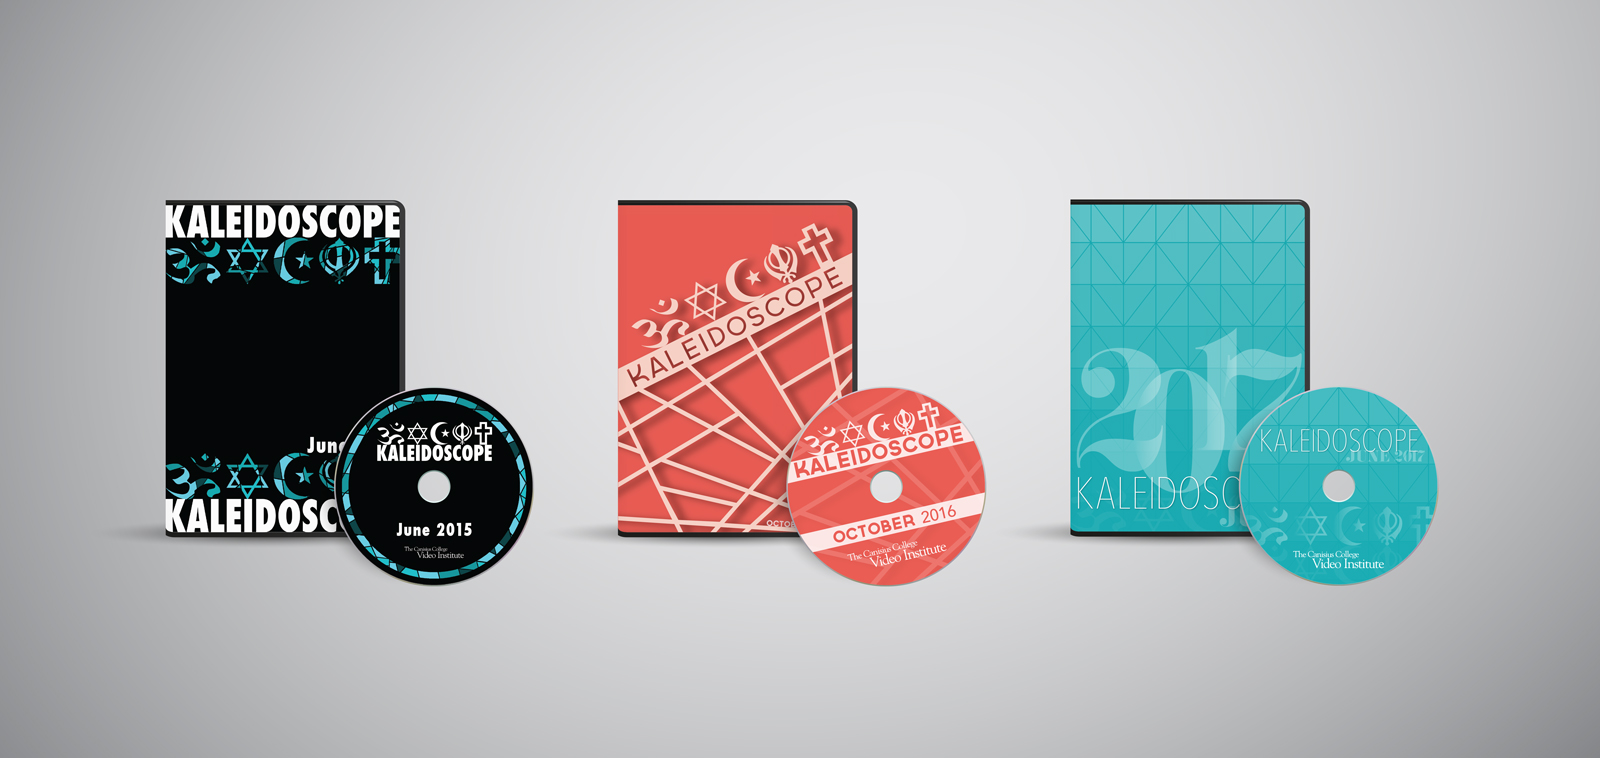 KALEIDOSCOPE
June
KALEIDOSC
KALEIDOSCOPE
June 2015
The Canisius College
Video Institute
KALEIDOSCOPE
KALEIDOSCOPE
OCTOBER 2016
The Canisius College
Video Institute
2017
KALEIDOSC
KALEIDOSCOPE
JUNE 2017
The Canisius College
Video Institute